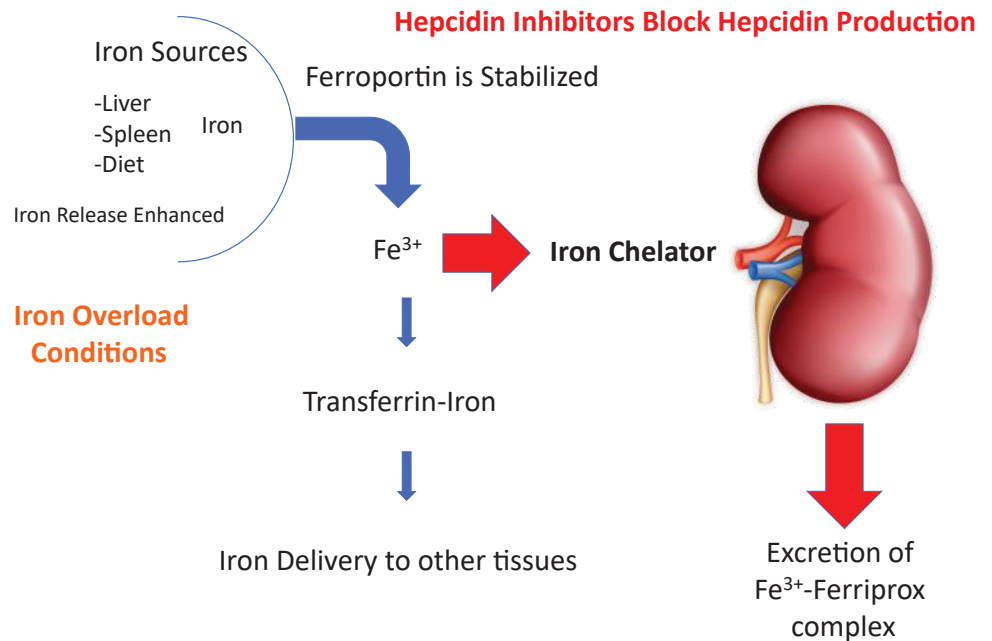 Hepcidin Inhibitors Block Hepcidin Production
Iron Sources
Ferroportin is Stabilized
-Liver
-Spleen
Iron
-Diet
Iron Release Enhanced
Fe³⁺
Iron Chelator
Iron Overload
Conditions
Transferrin-Iron
Iron Delivery to other tissues
Excretion of
Fe³⁺-Ferriprox
complex